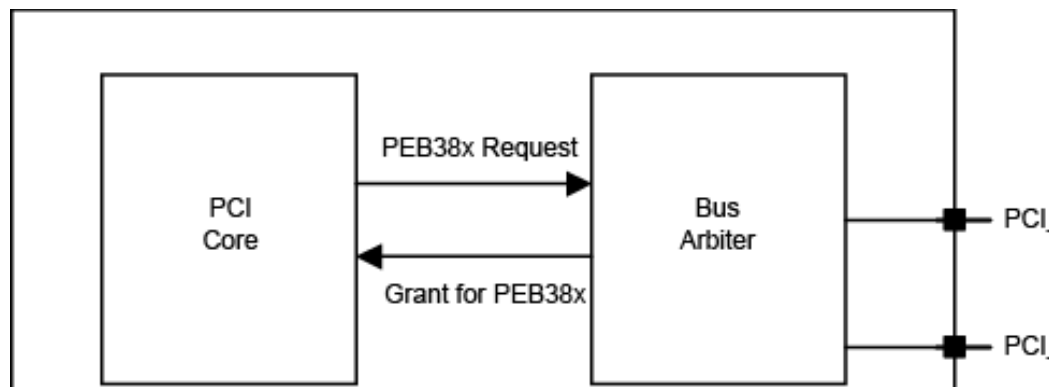 PEB38x Request
PCI
Core
Bus
Arbiter
PCI_
Grant for PEB38x
PCI_